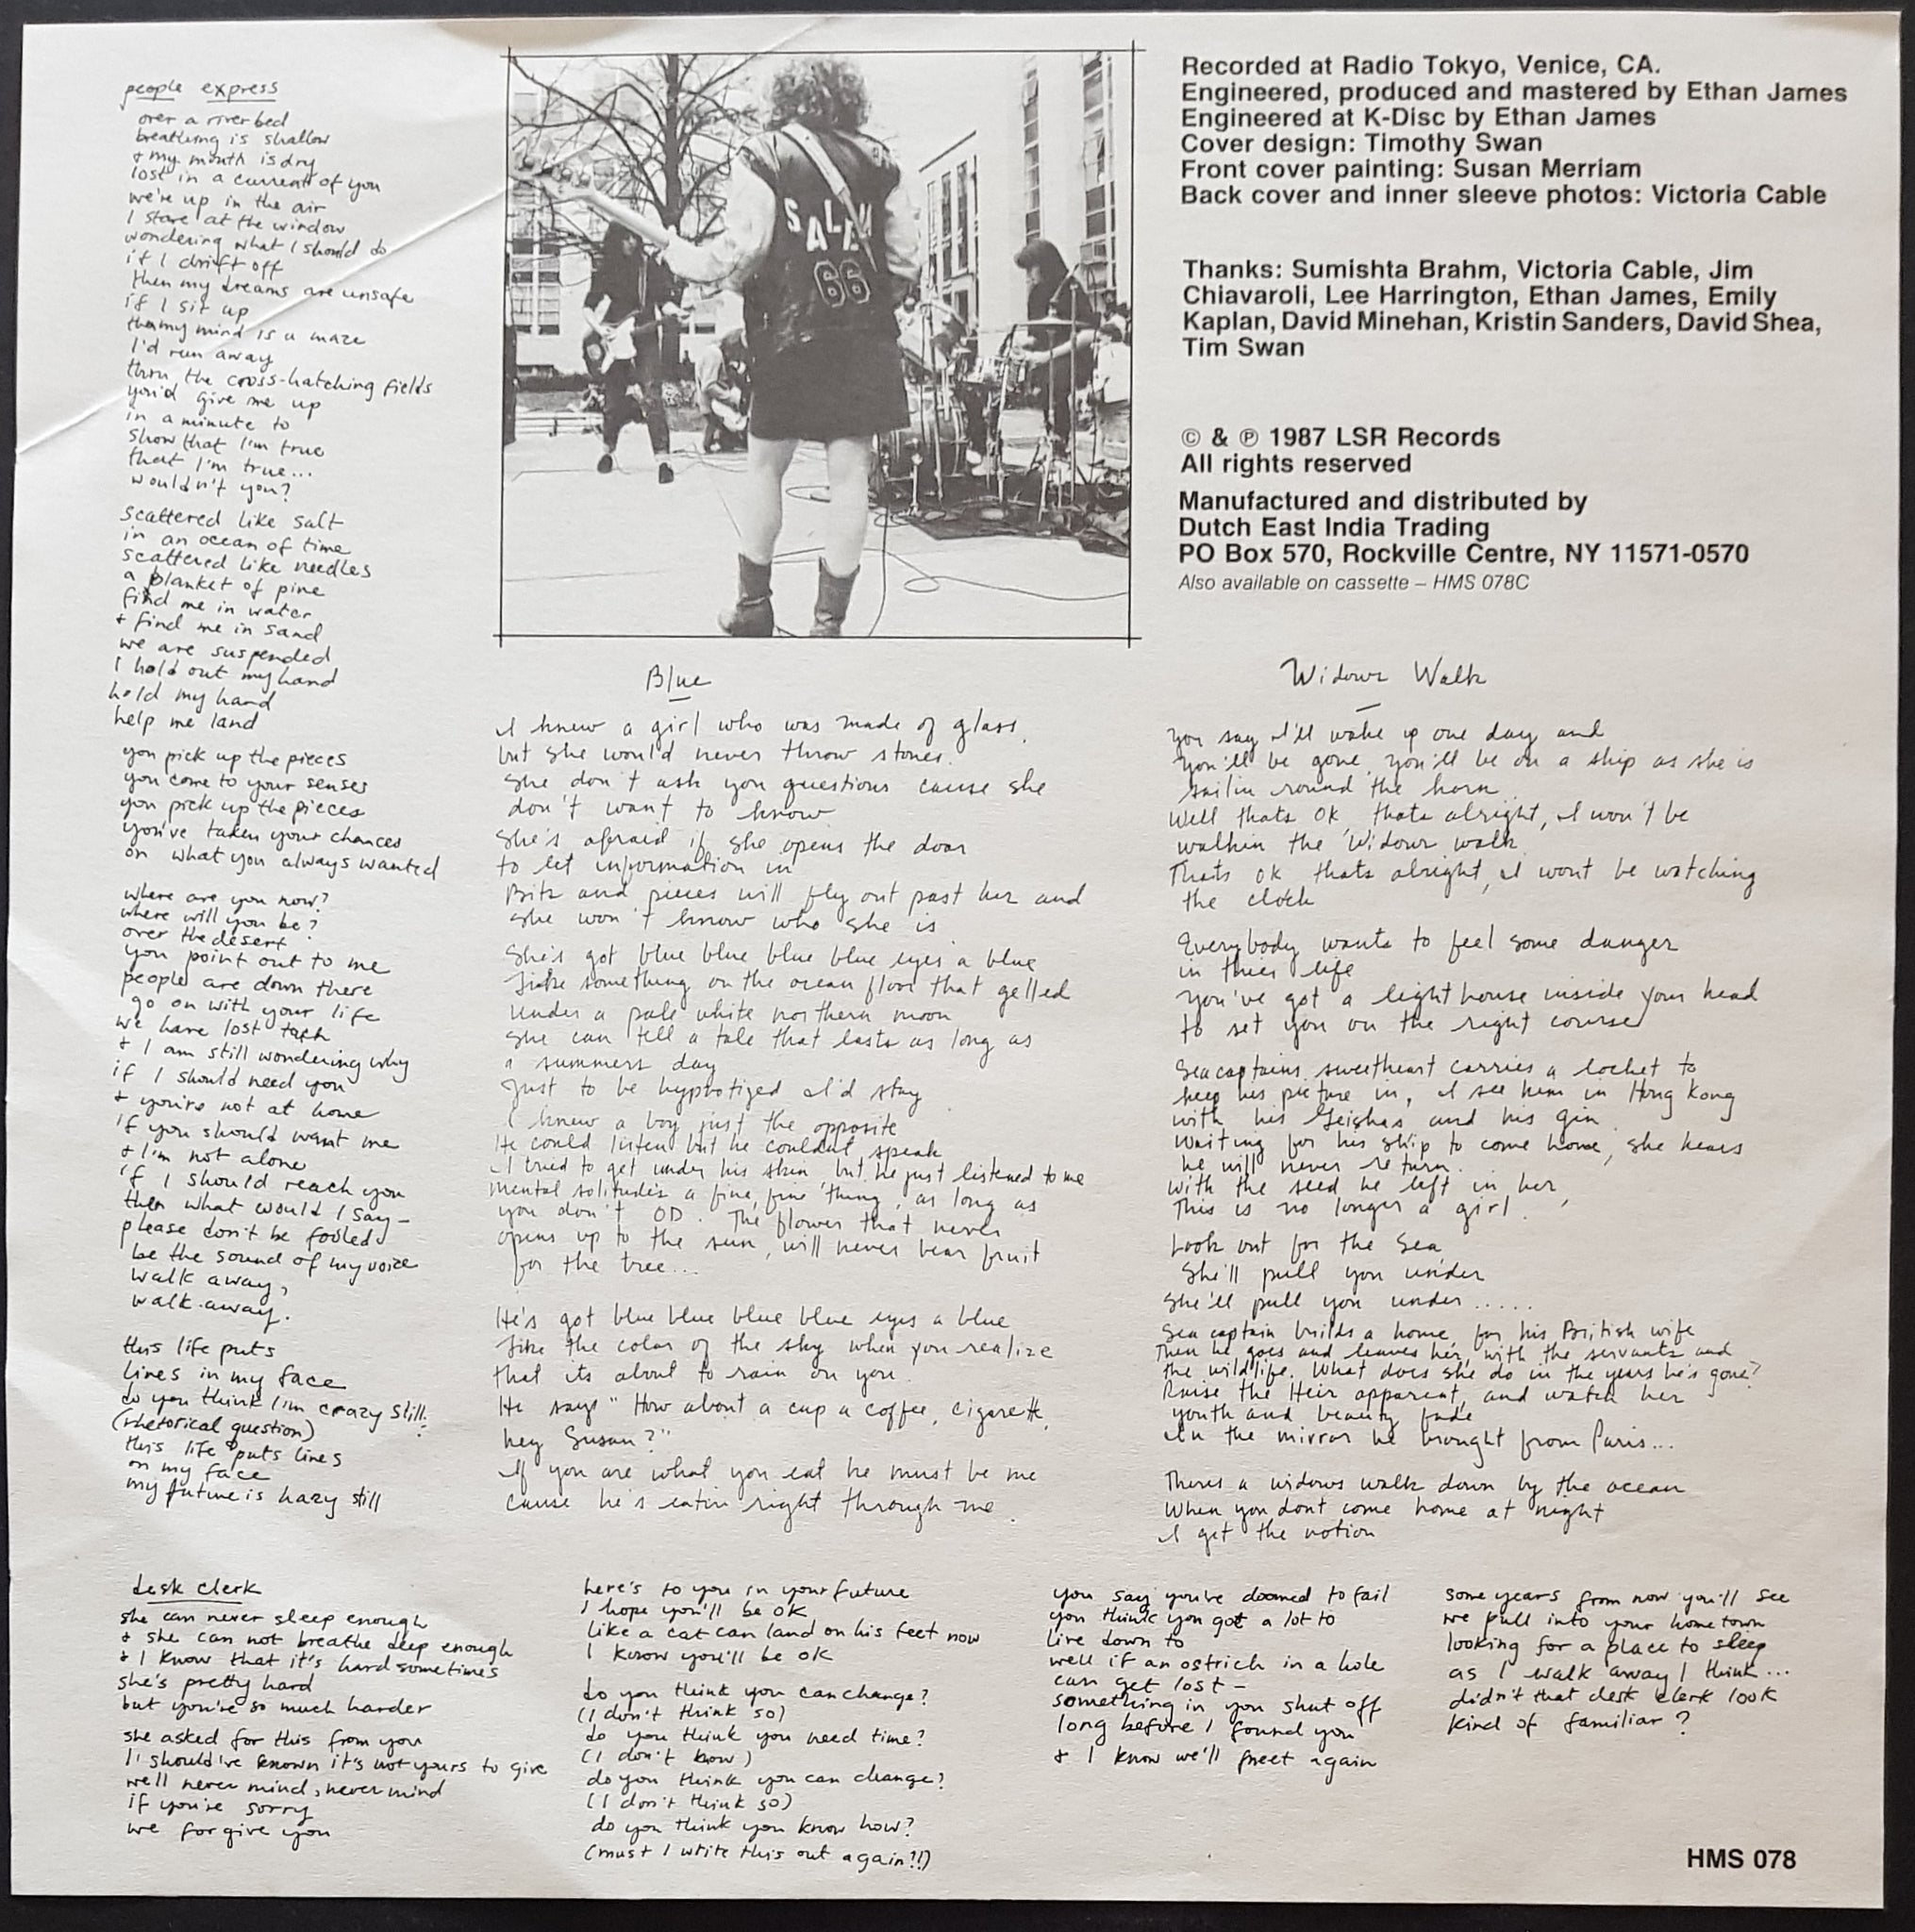 people express
over a riverbed
breathing is shallow
& my mouth is dry
lost in a current of you
we're up in the air
I stare at the window
wondering what I should do
if I drift off
then my dreams are unsafe
if I sit up
then my mind is a maze
I'd run away
thru the cross-hatching fields
you'd give me up
in a minute to
show that I'm true
that I'm true...
wouldn't you?
scattered like salt
in an ocean of time
scattered like needles
a blanket of pine
find me in water
& find me in sand
we are suspended
I hold out my hand
hold my hand
help me land
you pick up the pieces
you come to your senses
you pick up the pieces
you've taken your chances
on what you always wanted
where are you now?
where will you be?
over the desert
you point out to me
people are down there
go on with your life
we have lost
& I am still wondering why
if I should need you
& you're not at home
if you should want me
& I'm not alone
if I should reach you
then what would I say –
please don't be fooled
be the sound of my voice
walk away,
walk away.
this life puts
lines in my face
do you think I'm crazy still?
(rhetorical question)
this life puts lines
on my face
my future is hazy still
SALEM
66
Recorded at Radio Tokyo, Venice, CA.
Engineered, produced and mastered by Ethan James
Engineered at K-Disc by Ethan James
Cover design: Timothy Swan
Front cover painting: Susan Merriam
Back cover and inner sleeve photos: Victoria Cable
Thanks: Sumishta Brahm, Victoria Cable, Jim
Chiavaroli, Lee Harrington, Ethan James, Emily
Kaplan, David Minehan, Kristin Sanders, David Shea,
Tim Swan
© & ℗ 1987 LSR Records
All rights reserved
Manufactured and distributed by
Dutch East India Trading
PO Box 570, Rockville Centre, NY 11571-0570
Also available on cassette – HMS 078C
Blue
I knew a girl who was made of glass,
but she would never throw stones.
She don't ask you questions cause she
don't want to know
She's afraid if she opens the door
to let information in
Bits and pieces will fly out past her and
she won't know who she is.
She's got blue blue blue blue eyes a blue
like something on the ocean floor that gelled
under a pale white northern moon
She can tell a tale that lasts as long as
a summers day
Just to be hypnotized I'd stay
I knew a boy just the opposite
He could listen but he couldnt speak
I tried to get under his skin, but he just listened to me
Mental solitude's a fine, fine thing, as long as
you don't OD. The flower that never
opens up to the sun, will never bear fruit
for the tree...
He's got blue blue blue blue eyes a blue
like the color of the sky when you realize
that its about to rain on you.
He says "How about a cup a coffee, cigarett,
hey Susan?"
If you are what you eat he must be me
cause he's eatin right through me.
Widows Walk
You say I'll wake up one day and
you'll be gone, you'll be on a ship as she is
sailin round the horn.
Well thats OK, thats alright, I won't be
walkin the Widows walk.
Thats OK thats alright, I wont be watching
the clock
Everybody wants to feel some danger
in thier life
You've got a lighthouse inside your head
to set you on the right course
Seacaptains sweetheart carries a locket to
keep his picture in, I see him in Hong Kong
with his Geishas and his gin.
Waiting for his ship to come home, she hears
he will never return.
With the seed he left in her,
This is no longer a girl.
Look out for the Sea
She'll pull you under
She'll pull you under.....
Sea captain builds a home, for his British wife
Then he goes and leaves her, with the servants and
the wildlife. What does she do in the years he's gone?
Raise the Heir apparent, and watch her
youth and beauty fade
In the mirror he brought from Paris...
Theres a widows walk down by the ocean
When you dont come home at night
I get the notion
desk clerk
she can never sleep enough
& she can not breathe deep enough
& I know that it's hard sometimes
she's pretty hard
but you're so much harder
she asked for this from you
I should've known it's not yours to give
well never mind, never mind
if you're sorry
we forgive you
here's to you in your future
I hope you'll be OK
like a cat can land on his feet now
I know you'll be OK
do you think you can change?
(I don't think so)
do you think you need time?
(I don't know)
do you think you can change?
(I don't think so)
do you think you know how?
(must I write this out again?!)
you say you're doomed to fail
you think you got a lot to
live down to
well if an ostrich in a hole
can get lost –
something in you shut off
long before I found you
& I know we'll meet again
some years from now you'll see
we pull into your hometown
looking for a place to sleep
as I walk away I think...
didn't that desk clerk look
kind of familiar?
HMS 078